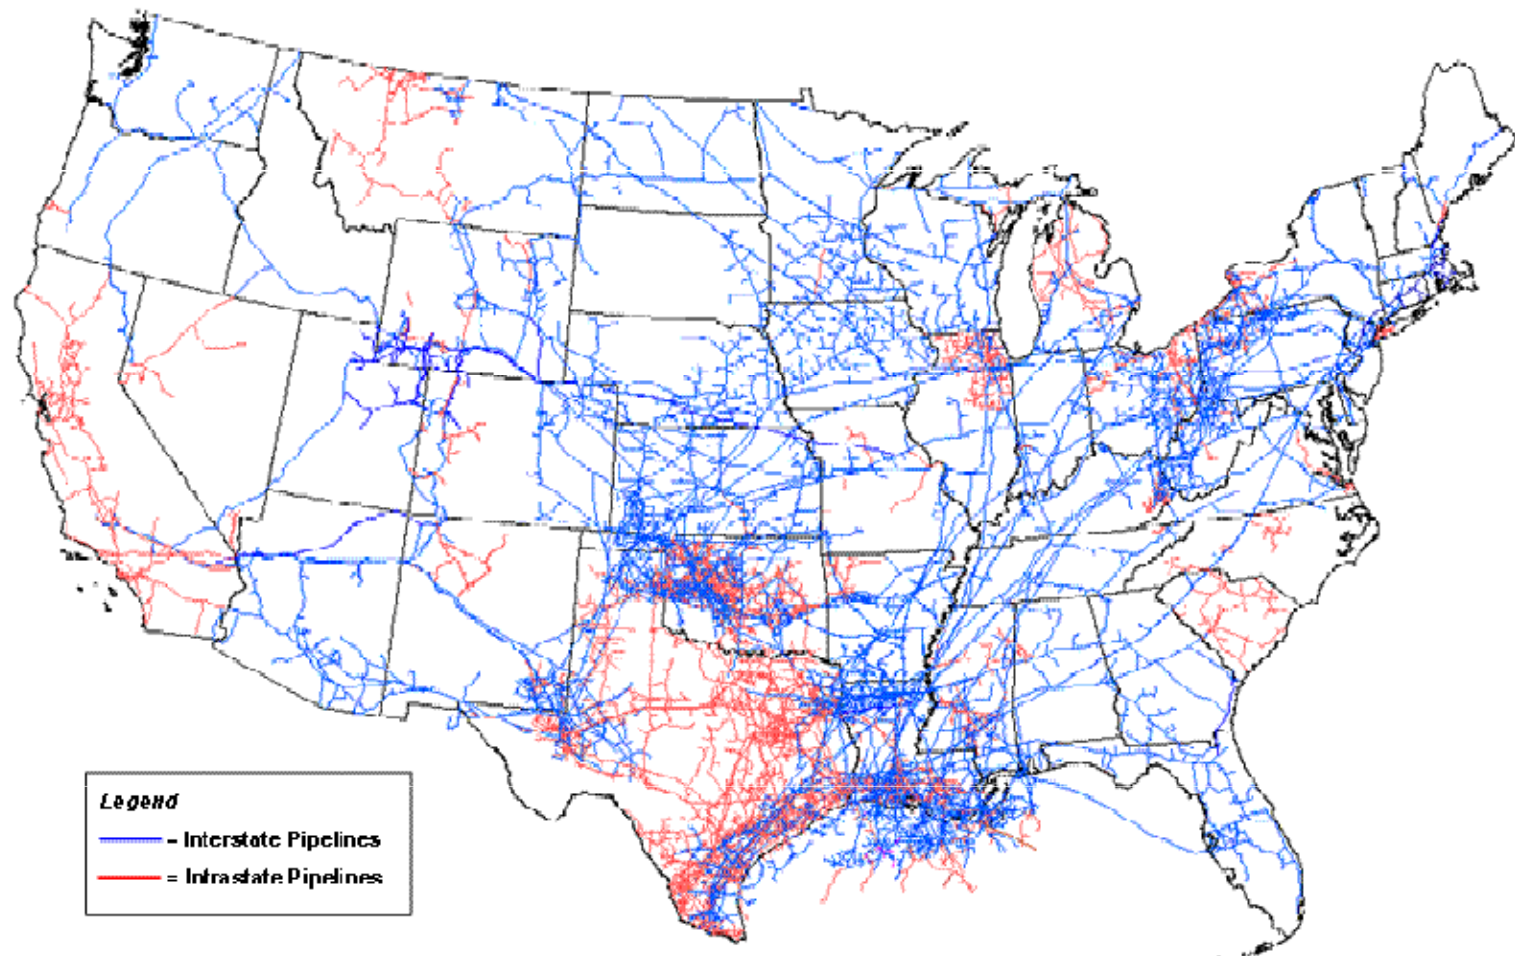 Legend
= Interstate Pipelines
= Intrastate Pipelines